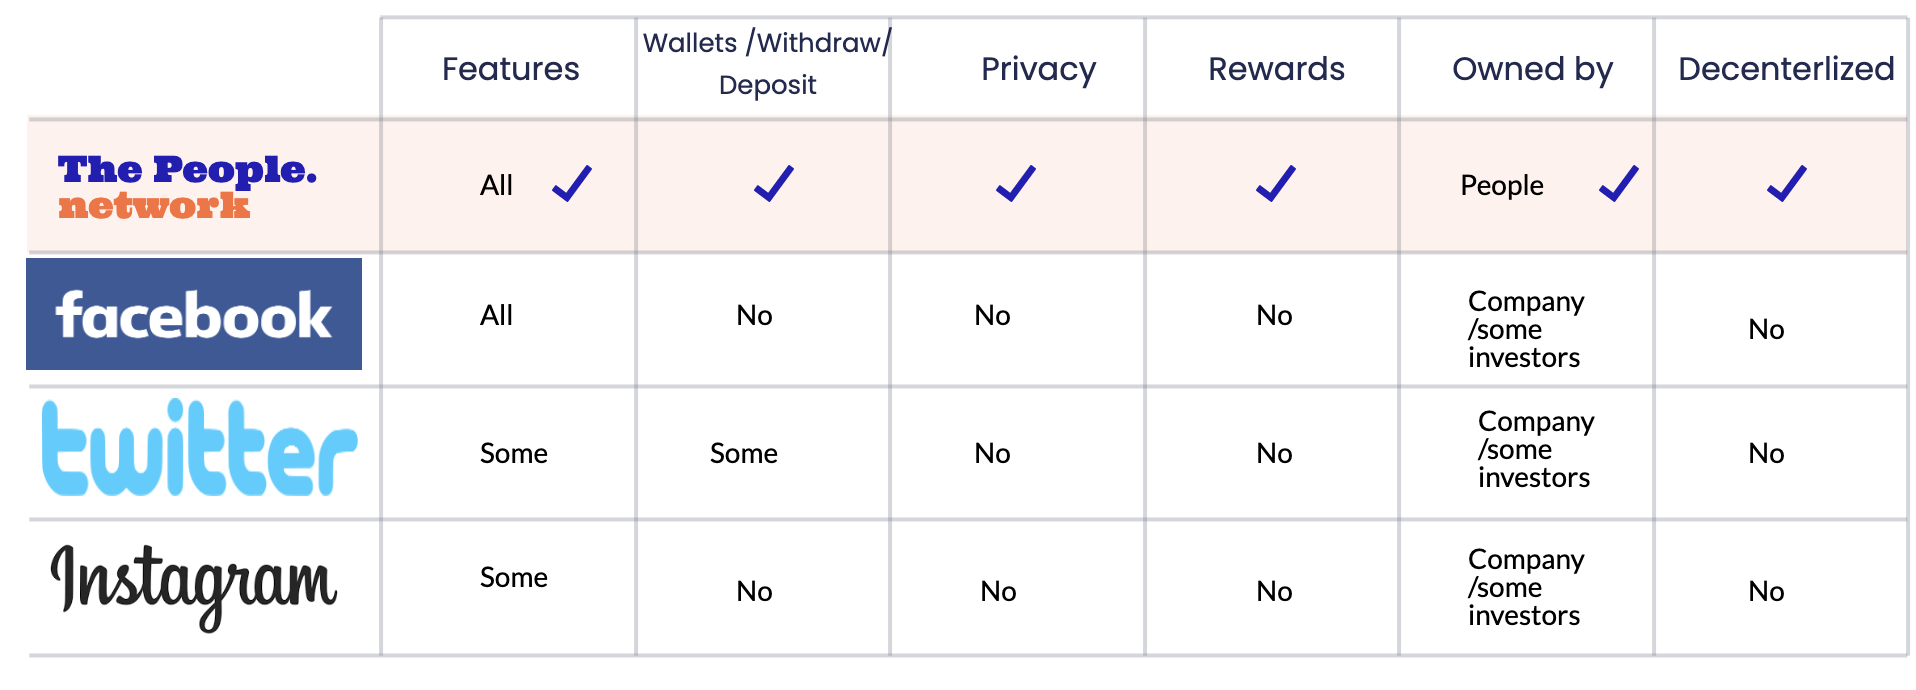 Features
Wallets /Withdraw/
Deposit
Privacy
Rewards
Owned by
Decenterlized
The People.
network
All
People
facebook
All
No
No
No
Company
/some
investors
No
twitter
Some
Some
No
No
Company
/some
investors
No
Instagram
Some
No
No
No
Company
/some
investors
No